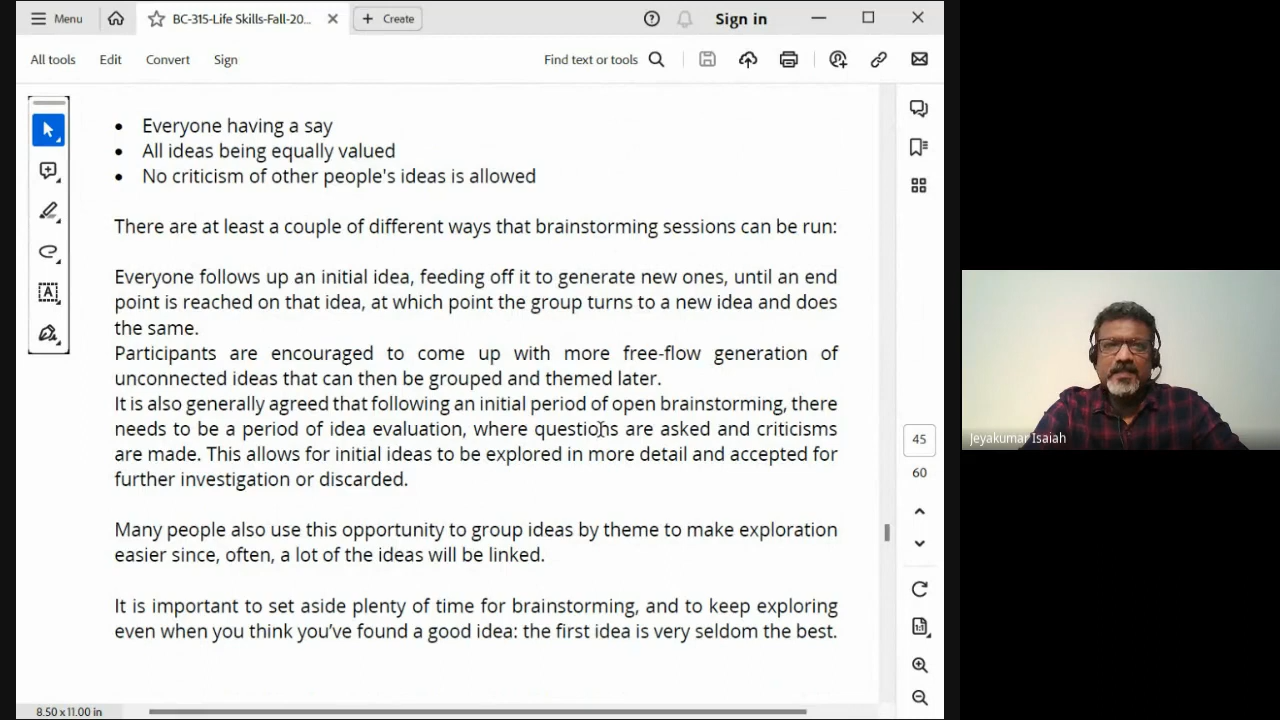 Menu
BC-315-Life Skills-Fall-20...
Create
Sign in
All tools
Edit
Convert
Sign
Find text or tools
• Everyone having a say
• All ideas being equally valued
• No criticism of other people's ideas is allowed
There are at least a couple of different ways that brainstorming sessions can be run:
Everyone follows up an initial idea, feeding off it to generate new ones, until an end
point is reached on that idea, at which point the group turns to a new idea and does
the same.
Participants are encouraged to come up with more free-flow generation of
unconnected ideas that can then be grouped and themed later.
It is also generally agreed that following an initial period of open brainstorming, there
needs to be a period of idea evaluation, where questions are asked and criticisms
are made. This allows for initial ideas to be explored in more detail and accepted for
further investigation or discarded.
Many people also use this opportunity to group ideas by theme to make exploration
easier since, often, a lot of the ideas will be linked.
It is important to set aside plenty of time for brainstorming, and to keep exploring
even when you think you’ve found a good idea: the first idea is very seldom the best.
45
60
8.50 x 11.00 in
Jeyakumar Isaiah